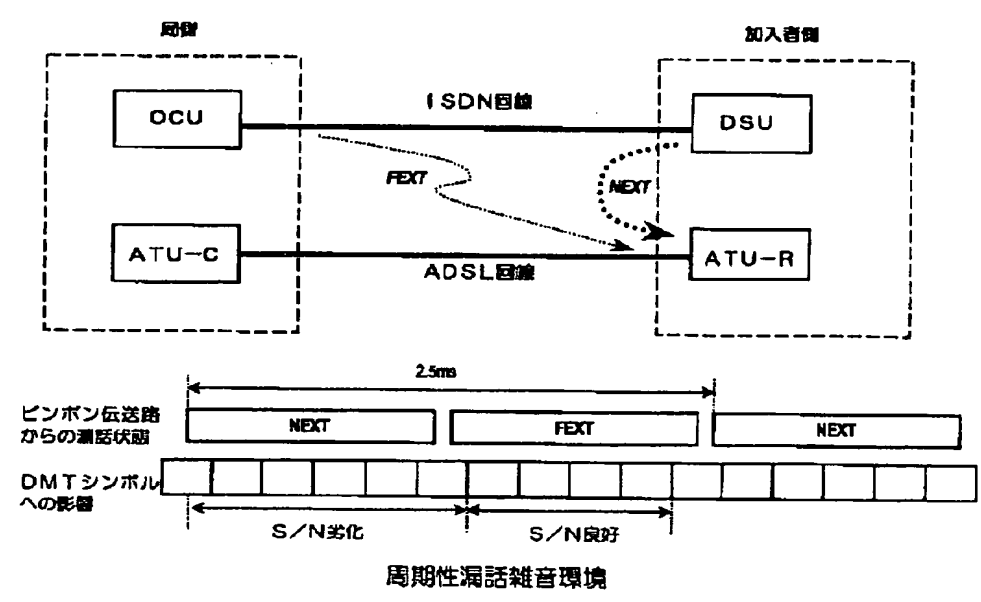 局側
加入者側
OCU
ISDN回線
DSU
FEXT
NEXT
ATU-C
ADSL回線
ATU-R
2.5ms
ピンポン伝送路
からの漏話状態
NEXT
FEXT
NEXT
DMTシンボル
への影響
S/N劣化
S/N良好
周期性漏話雑音環境